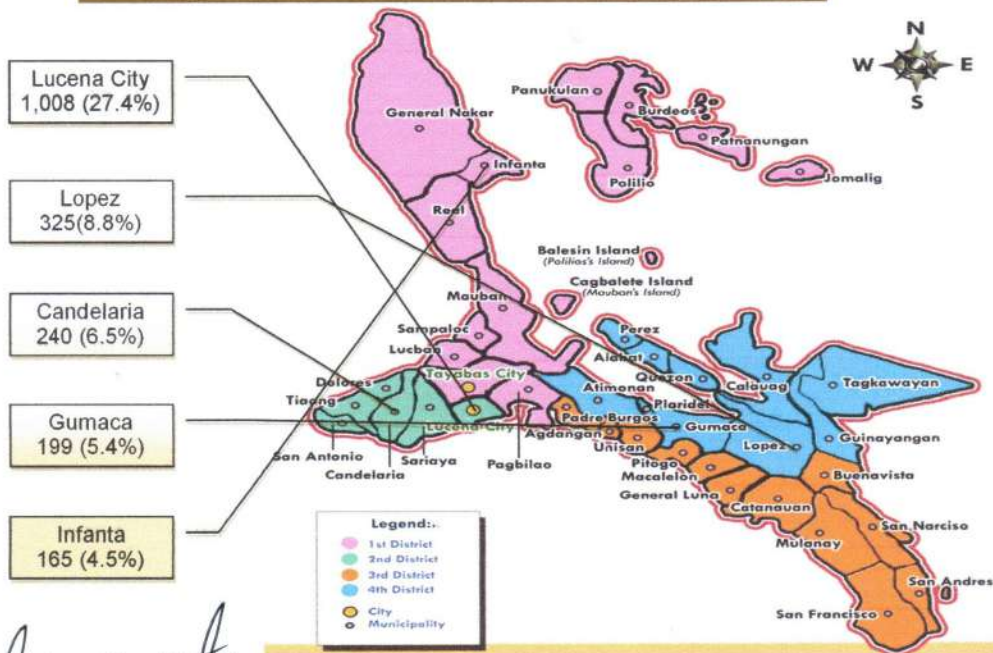 N
W E
S
Lucena City
1,008 (27.4%)
Lopez
325(8.8%)
Candelaria
240 (6.5%)
Gumaca
199 (5.4%)
Infanta
165 (4.5%)
General Nakar
Infanta
Reel
Panukulan
Burdeos
Patnanungan
Polilio
Jomalig
Balesin Island
(Polilios's Island)
Cagbalete Island
(Mauban's Island)
Mauban
Sampaloc
Lucban
Tayabas City
Dolores
Tiaong
Lucena City
San Antonio
Candelaria
Sariaya
Pagbilao
Perez
Alabat
Quezon
Calauag
Tagkawayan
Atimonan
Plaridel
Padre Burgos
Gumaca
Agdangan
Unisan
Lopez
Guinayangan
Pitogo
Macalelon
Buenavista
General Luna
Catanauan
San Narciso
Mulanay
San Andres
San Francisco
Legend:.
1st District
2nd District
3rd District
4th District
City
Municipality